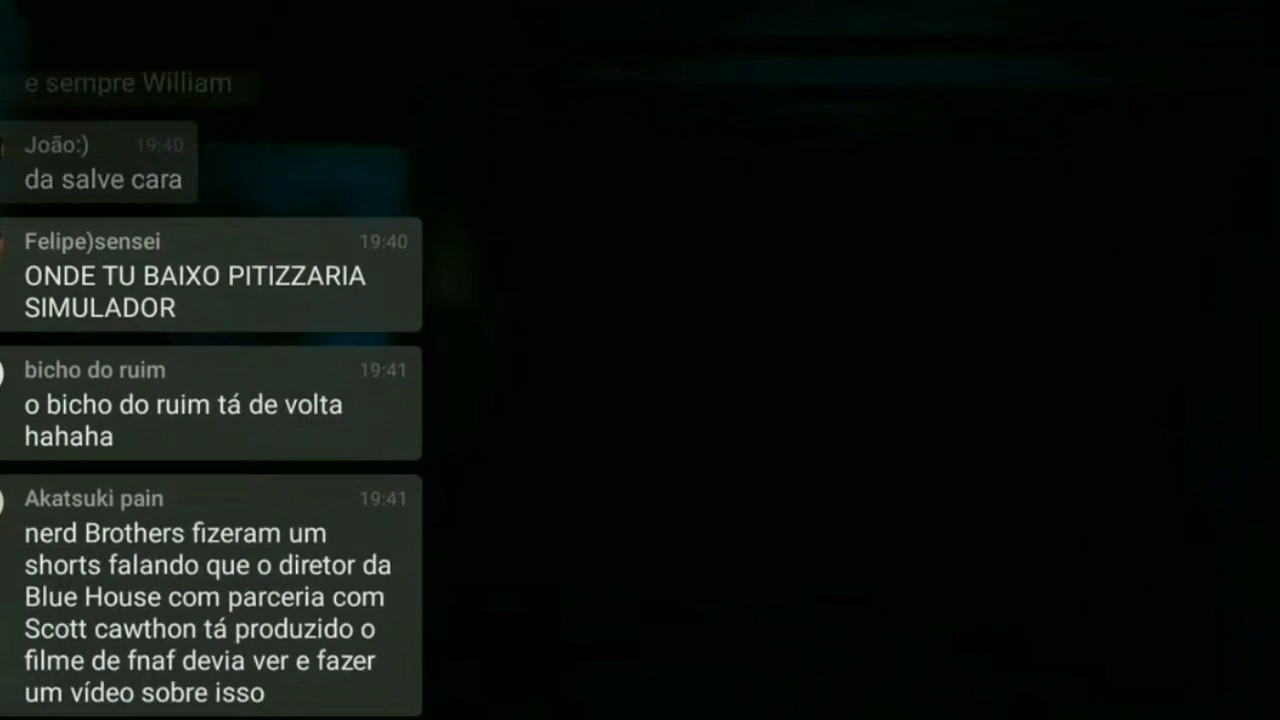 e sempre William
João:) 19:40
da salve cara
Felipe)sensei 19:40
ONDE TU BAIXO PITIZZARIA
SIMULADOR
bicho do ruim 19:41
o bicho do ruim tá de volta
hahaha
Akatsuki pain 19:41
nerd Brothers fizeram um
shorts falando que o diretor da
Blue House com parceria com
Scott cawthon tá produzido o
filme de fnaf devia ver e fazer
um vídeo sobre isso